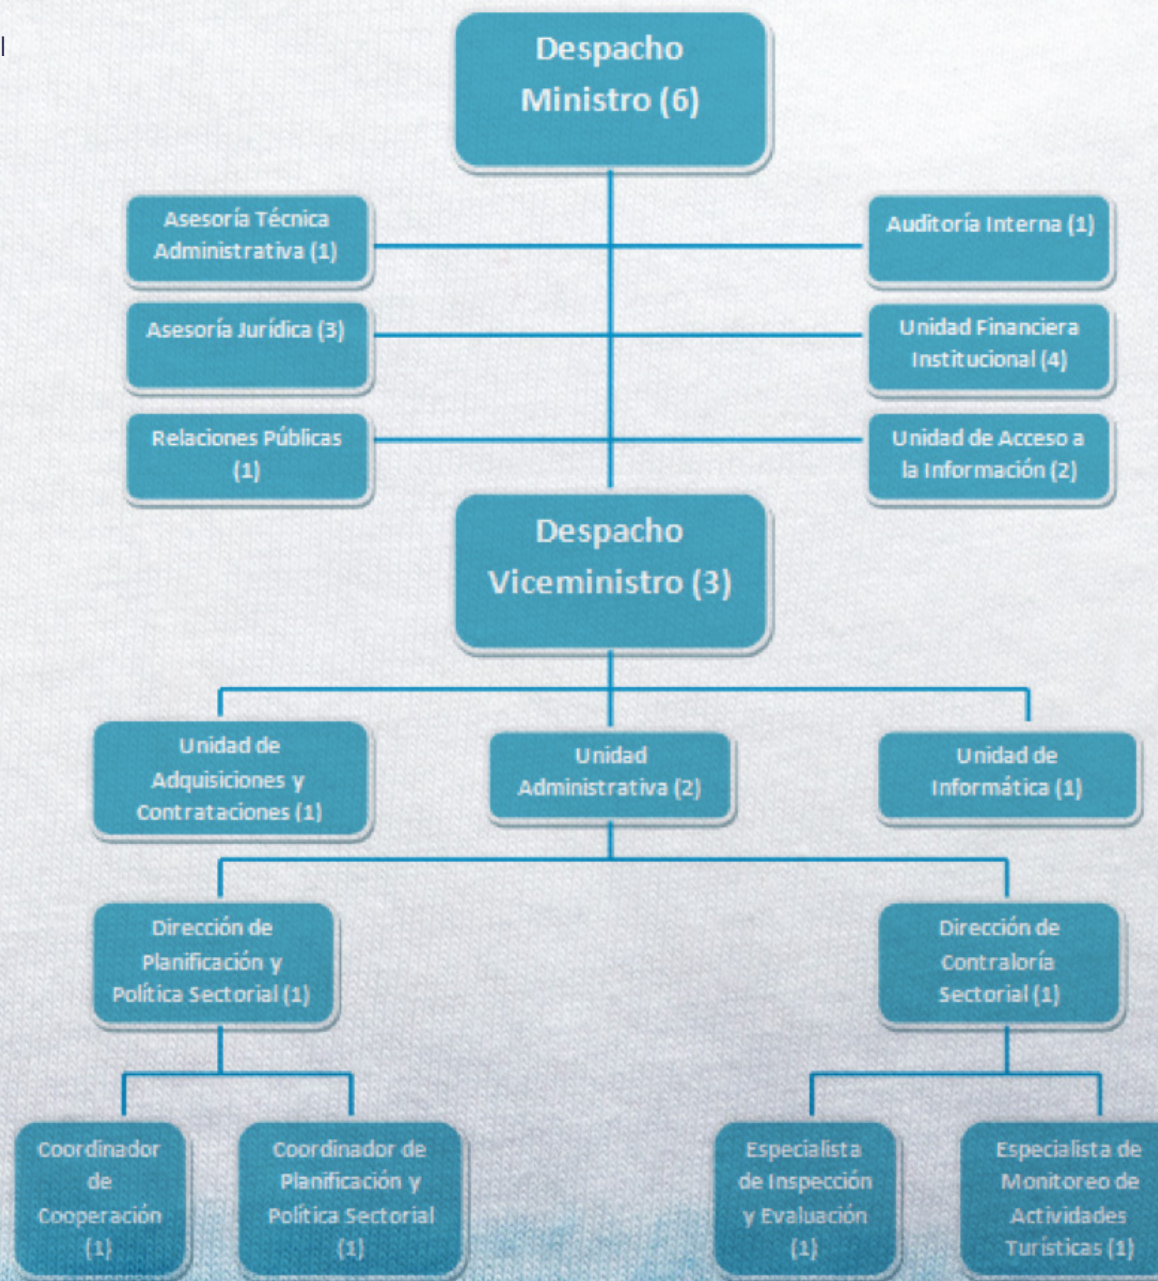 l
Despacho
Ministro (6)
Asesoría Técnica
Administrativa (1)
Auditoría Interna (1)
Asesoría Jurídica (3)
Unidad Financiera
Institucional (4)
Relaciones Públicas
(1)
Unidad de Acceso a
la Información (2)
Despacho
Viceministro (3)
Unidad de
Adquisiciones y
Contrataciones (1)
Unidad
Administrativa (2)
Unidad de
Informática (1)
Dirección de
Planificación y
Política Sectorial (1)
Dirección de
Contraloría
Sectorial (1)
Coordinador
de
Cooperación
(1)
Coordinador de
Planificación y
Política Sectorial
(1)
Especialista
de Inspección
y Evaluación
(1)
Especialista de
Monitoreo de
Actividades
Turísticas (1)